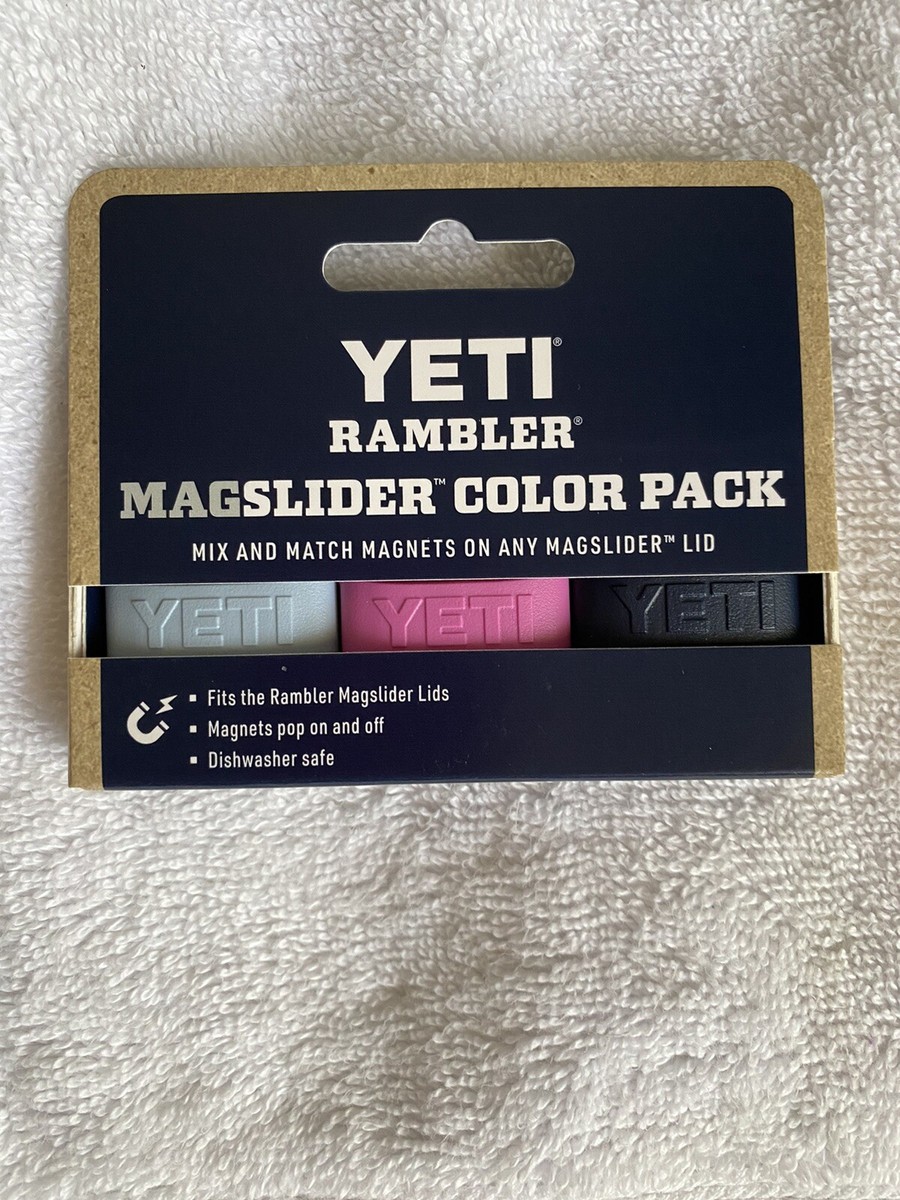 YETI®
RAMBLER®
MAGSLIDER™ COLOR PACK
MIX AND MATCH MAGNETS ON ANY MAGSLIDER™ LID
YETI YETI YETI
▪ Fits the Rambler Magslider Lids
▪ Magnets pop on and off
▪ Dishwasher safe